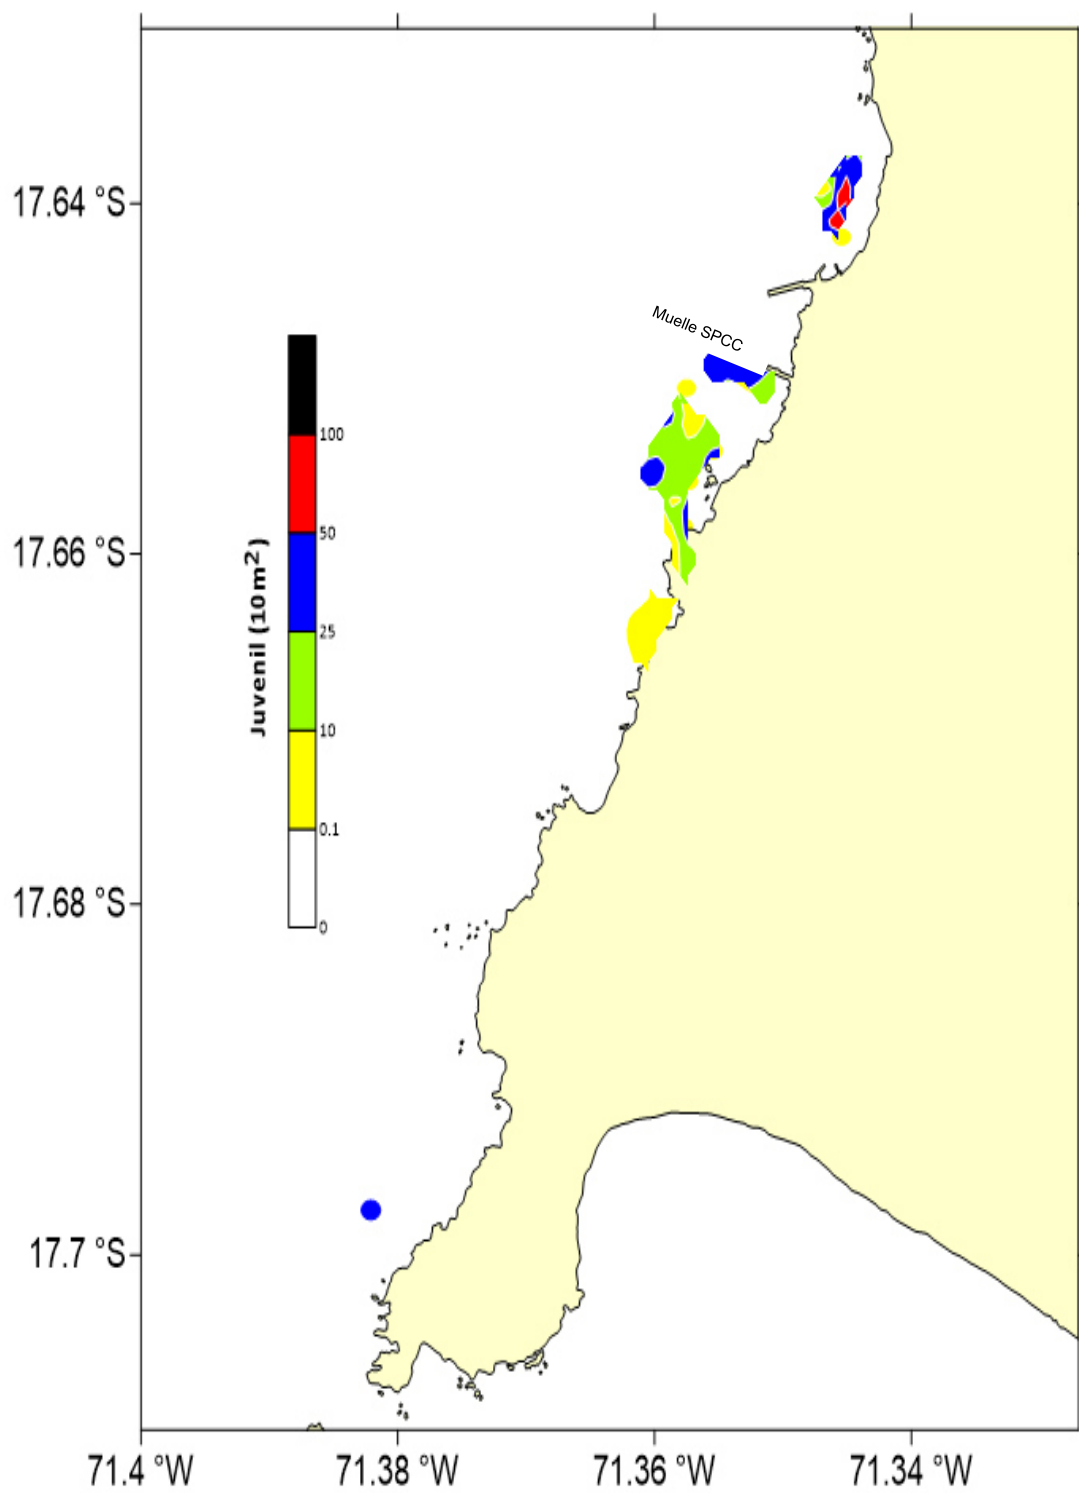 17.64 °S
Muelle SPCC
100
50
25
10
0.1
0
Juvenil (10 m²)
17.66 °S
17.68 °S
17.7 °S
71.4 °W
71.38 °W
71.36 °W
71.34 °W